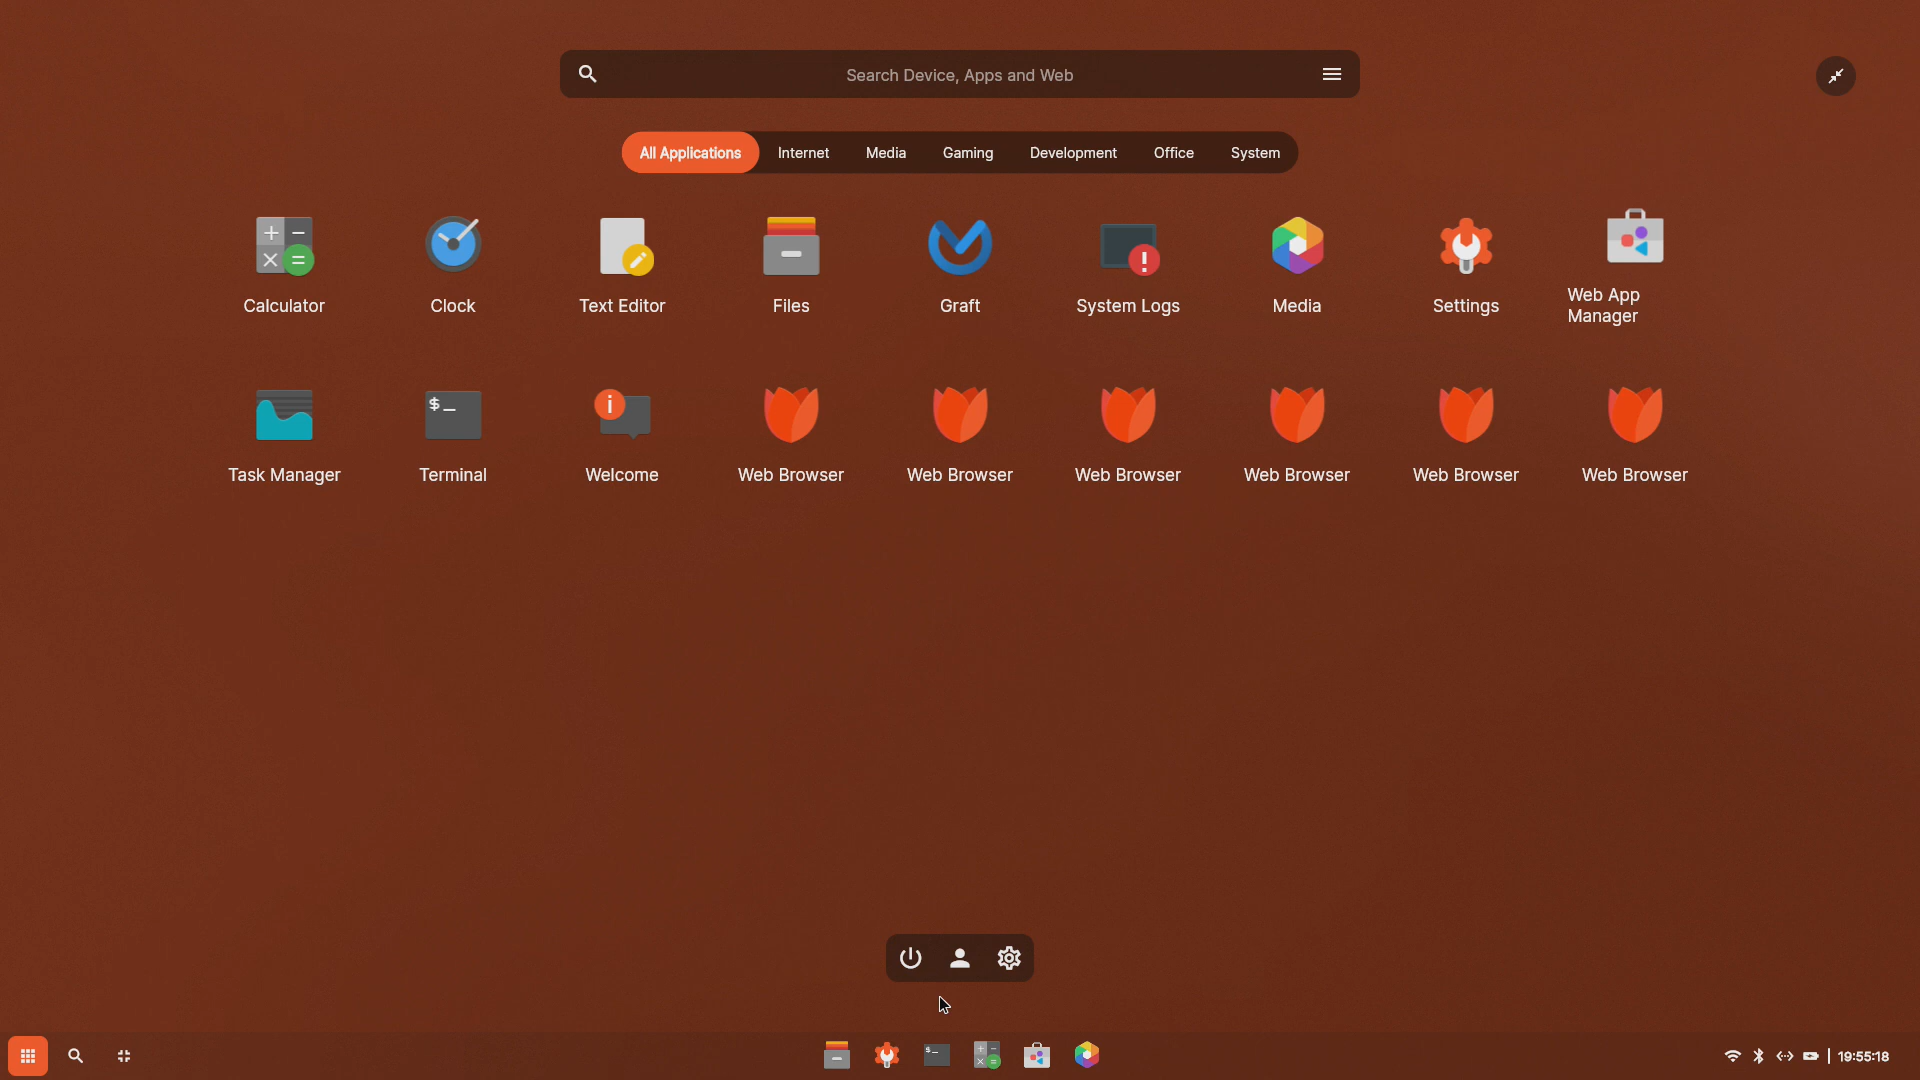 Search Device, Apps and Web
All Applications Internet Media Gaming Development Office System
Calculator Clock Text Editor Files Graft System Logs Media Settings Web App
Manager
$_
Task Manager Terminal Welcome Web Browser Web Browser Web Browser Web Browser Web Browser Web Browser
19:55:18